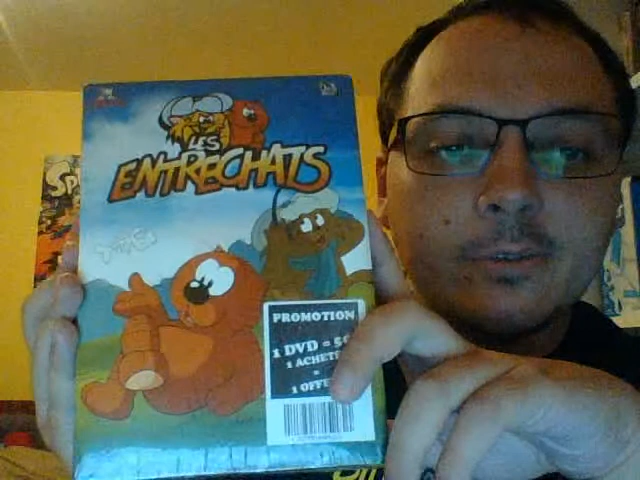 LES
ENTRECHATS
PROMOTION
1 DVD = 5€
1 ACHETÉ
=
1 OFFE